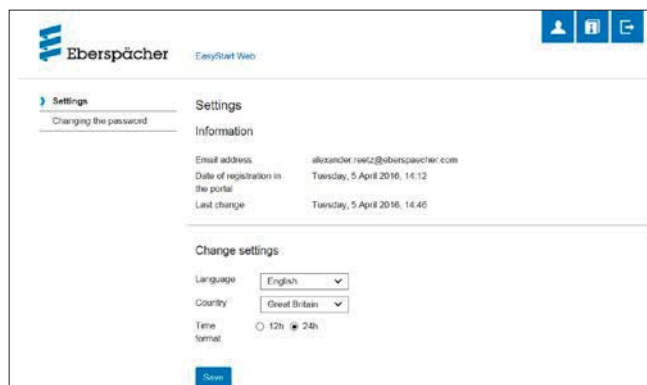 Eberspächer
EasyStart Web
Settings
Changing the password
Settings
Information
Email address
alexander.reetz@eberspaecher.com
Date of registration in
the portal
Tuesday, 5 April 2016, 14:12
Last change
Tuesday, 5 April 2016, 14:46
Change settings
Language
English
Country
Great Britain
Time
format
12h
24h
Save